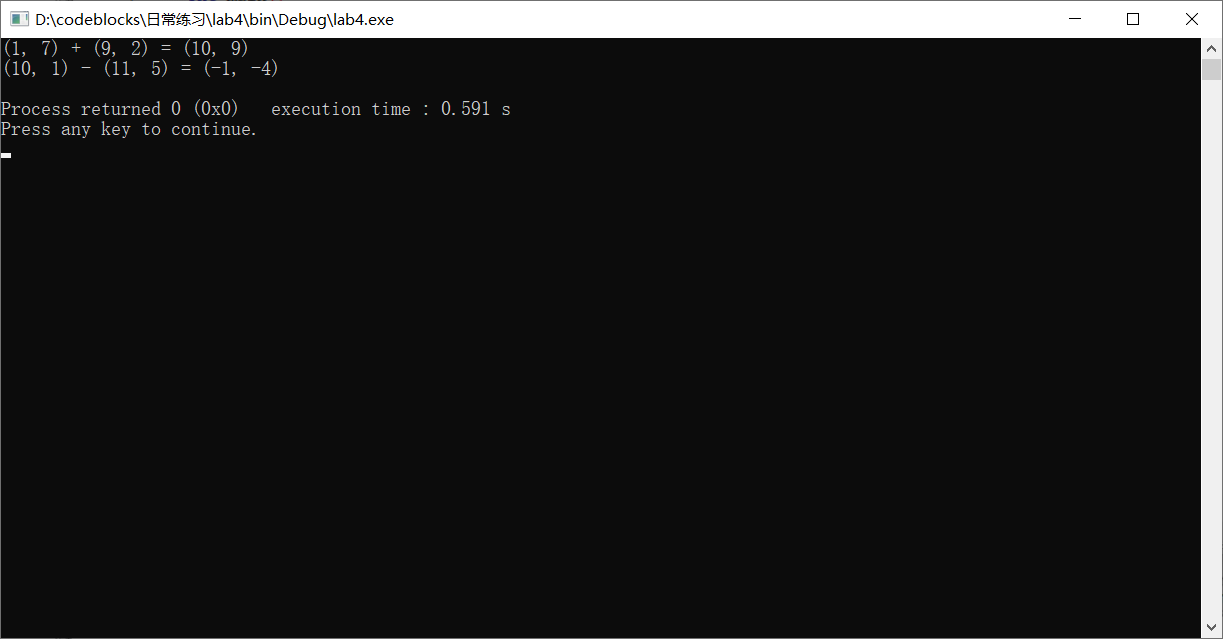 D:\codeblocks\日常练习\lab4\bin\Debug\lab4.exe
(1, 7) + (9, 2) = (10, 9)
(10, 1) - (11, 5) = (-1, -4)
Process returned 0 (0x0)   execution time : 0.591 s
Press any key to continue.